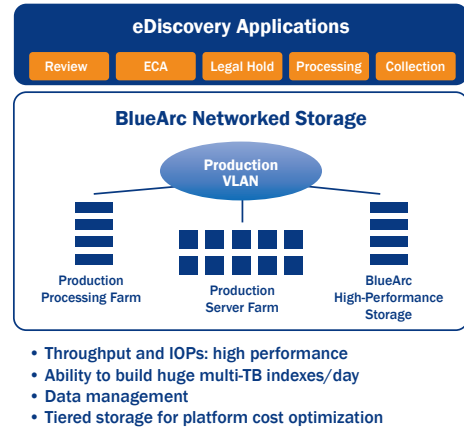 eDiscovery Applications
Review ECA Legal Hold Processing Collection
BlueArc Networked Storage
Production
VLAN
Production
Processing Farm
Production
Server Farm
BlueArc
High-Performance
Storage
• Throughput and IOPs: high performance
• Ability to build huge multi-TB indexes/day
• Data management
• Tiered storage for platform cost optimization